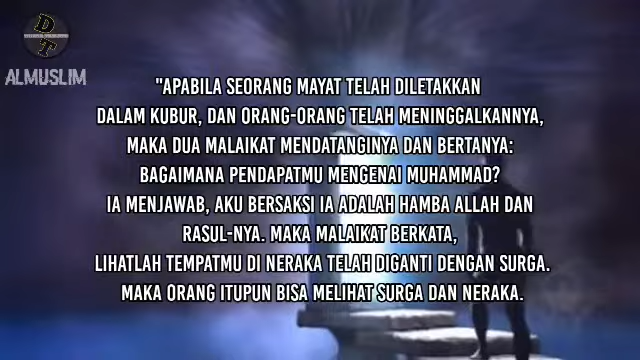 DT
ALMUSLIM
"APABILA SEORANG MAYAT TELAH DILETAKKAN
DALAM KUBUR, DAN ORANG-ORANG TELAH MENINGGALKANNYA,
MAKA DUA MALAIKAT MENDATANGINYA DAN BERTANYA:
BAGAIMANA PENDAPATMU MENGENAI MUHAMMAD?
IA MENJAWAB, AKU BERSAKSI IA ADALAH HAMBA ALLAH DAN
RASUL-NYA. MAKA MALAIKAT BERKATA,
LIHATLAH TEMPATMU DI NERAKA TELAH DIGANTI DENGAN SURGA.
MAKA ORANG ITUPUN BISA MELIHAT SURGA DAN NERAKA.